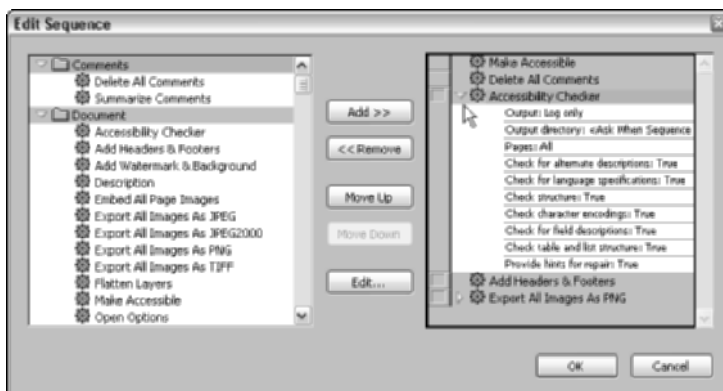 Edit Sequence
Comments
Delete All Comments
Summarize Comments
Document
Accessibility Checker
Add Headers & Footers
Add Watermark & Background
Description
Embed All Page Images
Export All Images As JPEG
Export All Images As JPEG2000
Export All Images As PNG
Export All Images As TIFF
Flatten Layers
Make Accessible
Open Options
Add >>
<< Remove
Move Up
Move Down
Edit...
Make Accessible
Delete All Comments
Accessibility Checker
Output: Log only
Output directory: <Ask When Sequence
Pages: All
Check for alternate descriptions: True
Check for language specifications: True
Check structure: True
Check character encodings: True
Check for field descriptions: True
Check table and list structure: True
Provide hints for repair: True
Add Headers & Footers
Export All Images As PNG
OK
Cancel